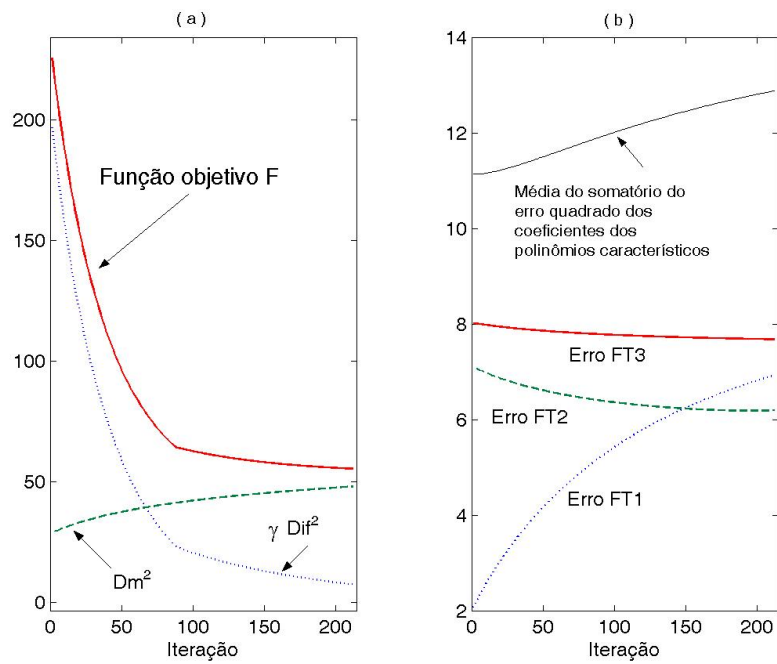 ( a )
200
150
100
50
0
0
50
100
150
200
Iteração
Função objetivo F
γ Dif²
Dm²
( b )
14
12
10
8
6
4
2
0
50
100
150
200
Iteração
Média do somatório do
erro quadrado dos
coeficientes dos
polinômios característicos
Erro FT3
Erro FT2
Erro FT1